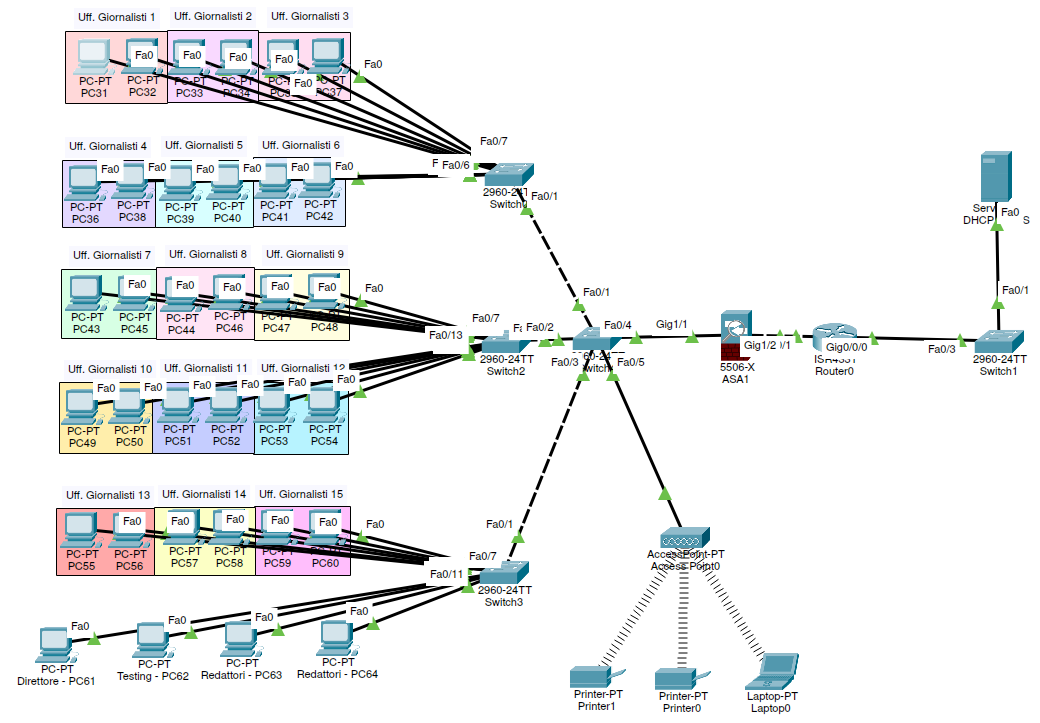 Uff. Giornalisti 1 Uff. Giornalisti 2 Uff. Giornalisti 3
Fa0 Fa0 Fa0 Fa0 Fa0 Fa0
PC-PT PC-PT PC-PT PC-PT
PC31 PC32 PC33 PC34 PC37
Uff. Giornalisti 4 Uff. Giornalisti 5 Uff. Giornalisti 6
Fa0 Fa0 Fa0 Fa0 Fa0 Fa0
PC-PT PC-PT PC-PT PC-PT PC-PT PC-PT
PC36 PC38 PC39 PC40 PC41 PC42
Fa0/7
Fa0/6
2960-24T
Switch
Fa0/1
Uff. Giornalisti 7 Uff. Giornalisti 8 Uff. Giornalisti 9
Fa0 Fa0 Fa0 Fa0 Fa0 Fa0
PC-PT PC-PT PC-PT PC-PT PC-PT PC-PT
PC43 PC45 PC44 PC46 PC47 PC48
Fa0/7
Fa0/13
Fa0/2
2960-24TT
Switch2
Uff. Giornalisti 10 Uff. Giornalisti 11 Uff. Giornalisti 12
Fa0 Fa0 Fa0 Fa0 Fa0 Fa0
PC-PT PC-PT PC-PT PC-PT PC-PT PC-PT
PC49 PC50 PC51 PC52 PC53 PC54
Fa0/1
Fa0/4
Fa0/3 Fa0/5
Gig1/1
Gig1/2
5506-X
ASA1
Gig0/0/0
ISR4331
Router0
Fa0/3
2960-24TT
Switch1
Fa0/1
Fa0
Serv
DHCP S
Uff. Giornalisti 13 Uff. Giornalisti 14 Uff. Giornalisti 15
Fa0 Fa0 Fa0 Fa0 Fa0 Fa0
PC-PT PC-PT PC-PT PC-PT PC-PT PC-PT
PC55 PC56 PC57 PC58 PC59 PC60
Fa0/1
Fa0/7
Fa0/11
2960-24TT
Switch3
Fa0 Fa0 Fa0 Fa0
PC-PT PC-PT PC-PT PC-PT
Direttore - PC61 Testing - PC62 Redattori - PC63 Redattori - PC64
AccessPoint-PT
Access Point0
Printer-PT Printer-PT Laptop-PT
Printer1 Printer0 Laptop0